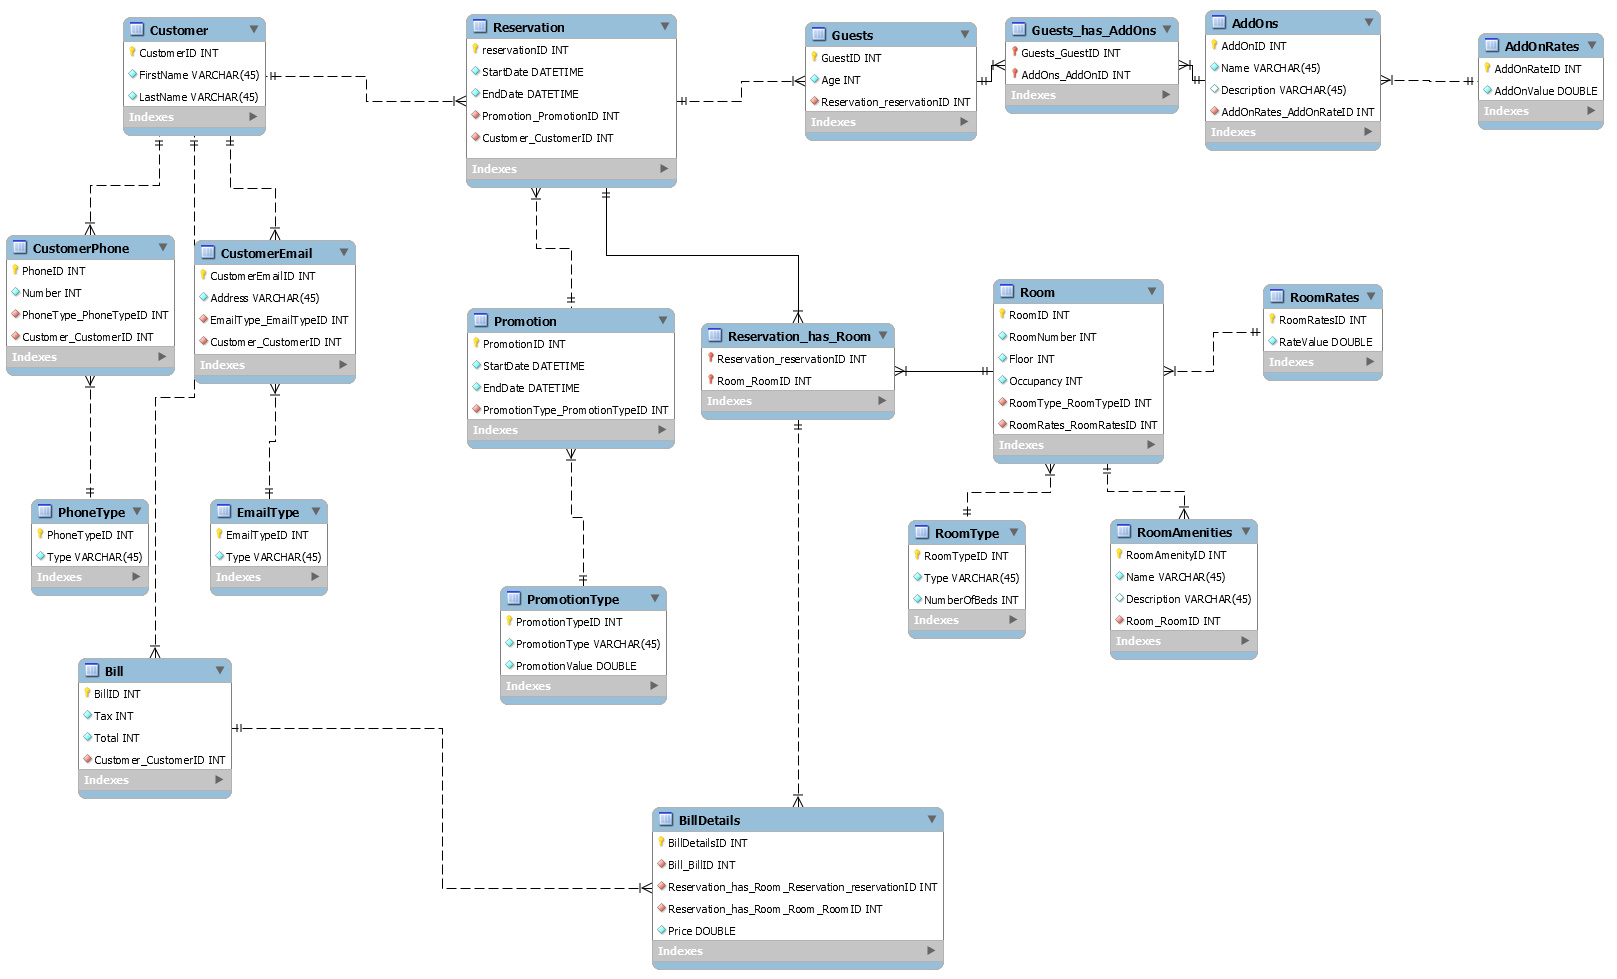 Customer
CustomerID INT
FirstName VARCHAR(45)
LastName VARCHAR(45)
Indexes
Reservation
reservationID INT
StartDate DATETIME
EndDate DATETIME
Promotion_PromotionID INT
Customer_CustomerID INT
Indexes
Guests
GuestID INT
Age INT
Reservation_reservationID INT
Indexes
Guests_has_AddOns
Guests_GuestID INT
AddOns_AddOnID INT
Indexes
AddOns
AddOnID INT
Name VARCHAR(45)
Description VARCHAR(45)
AddOnRates_AddOnRateID INT
Indexes
AddOnRates
AddOnRateID INT
AddOnValue DOUBLE
Indexes
CustomerPhone
PhoneID INT
Number INT
PhoneType_PhoneTypeID INT
Customer_CustomerID INT
Indexes
CustomerEmail
CustomerEmailID INT
Address VARCHAR(45)
EmailType_EmailTypeID INT
Customer_CustomerID INT
Indexes
Promotion
PromotionID INT
StartDate DATETIME
EndDate DATETIME
PromotionType_PromotionTypeID INT
Indexes
Reservation_has_Room
Reservation_reservationID INT
Room_RoomID INT
Indexes
Room
RoomID INT
RoomNumber INT
Floor INT
Occupancy INT
RoomType_RoomTypeID INT
RoomRates_RoomRatesID INT
Indexes
RoomRates
RoomRatesID INT
RateValue DOUBLE
Indexes
PhoneType
PhoneTypeID INT
Type VARCHAR(45)
Indexes
EmailType
EmailTypeID INT
Type VARCHAR(45)
Indexes
PromotionType
PromotionTypeID INT
PromotionType VARCHAR(45)
PromotionValue DOUBLE
Indexes
RoomType
RoomTypeID INT
Type VARCHAR(45)
NumberOfBeds INT
Indexes
RoomAmenities
RoomAmenityID INT
Name VARCHAR(45)
Description VARCHAR(45)
Room_RoomID INT
Indexes
Bill
BillID INT
Tax INT
Total INT
Customer_CustomerID INT
Indexes
BillDetails
BillDetailsID INT
Bill_BillID INT
Reservation_has_Room_Reservation_reservationID INT
Reservation_has_Room_Room_RoomID INT
Price DOUBLE
Indexes